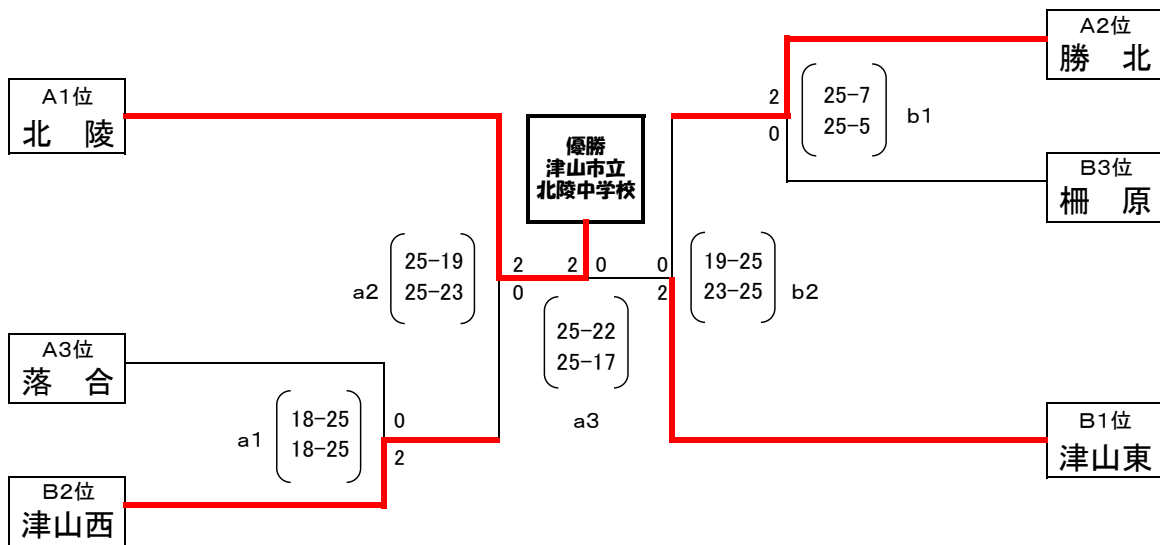 A2位
勝　北
A1位
北　陵
2
0
25-7
25-5
b1
優勝
津山市立
北陵中学校
B3位
柵　原
a2
25-19
25-23
2
0
2
0
0
2
19-25
23-25
b2
25-22
25-17
a3
A3位
落　合
a1
18-25
18-25
0
2
B1位
津山東
B2位
津山西